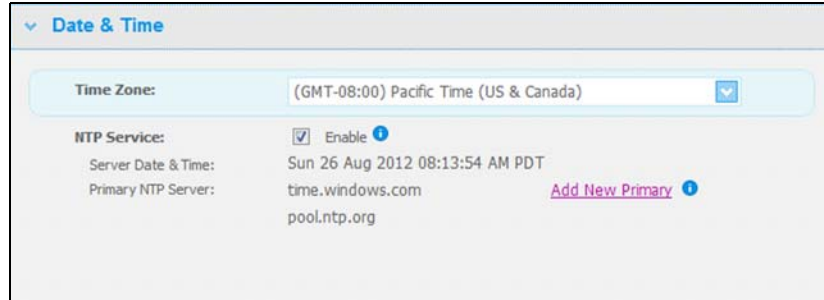 Date & Time
Time Zone: (GMT-08:00) Pacific Time (US & Canada)
NTP Service: Enable
Server Date & Time: Sun 26 Aug 2012 08:13:54 AM PDT
Primary NTP Server: time.windows.com Add New Primary
pool.ntp.org